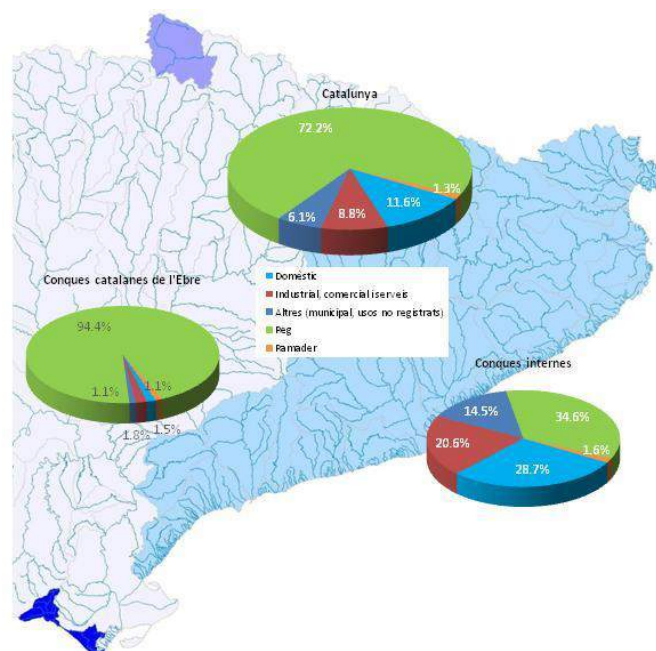 Catalunya
72.2%
1.3%
11.6%
8.8%
6.1%
Domèstic
Industrial, comercial i serveis
Altres (municipal, usos no registrats)
Reg
Ramader
Conques catalanes de l'Ebre
94.4%
1.1%
1.1%
1.5%
1.8%
Conques internes
14.5%
34.6%
20.6%
1.6%
28.7%